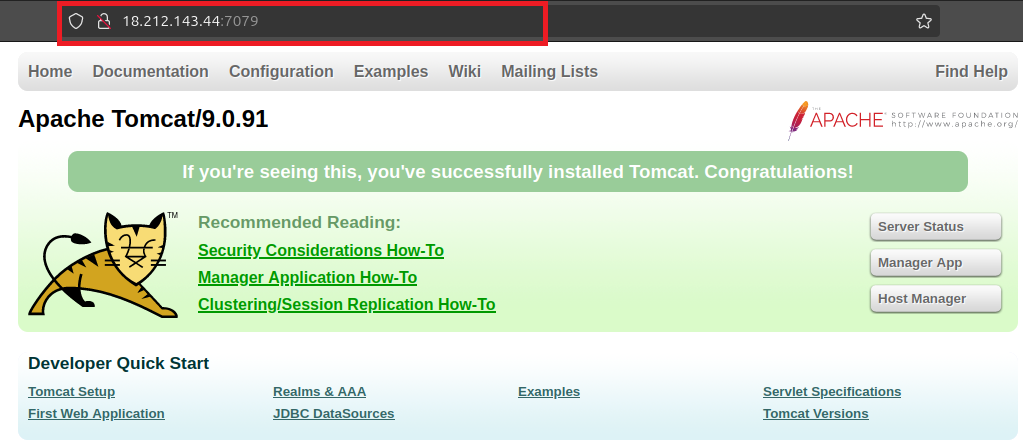 18.212.143.44:7079
Home Documentation Configuration Examples Wiki Mailing Lists Find Help
Apache Tomcat/9.0.91
THE
APACHE® SOFTWARE FOUNDATION
http://www.apache.org/
If you're seeing this, you've successfully installed Tomcat. Congratulations!
TM
Recommended Reading:
Security Considerations How-To
Manager Application How-To
Clustering/Session Replication How-To
Server Status
Manager App
Host Manager
Developer Quick Start
Tomcat Setup
First Web Application
Realms & AAA
JDBC DataSources
Examples
Servlet Specifications
Tomcat Versions